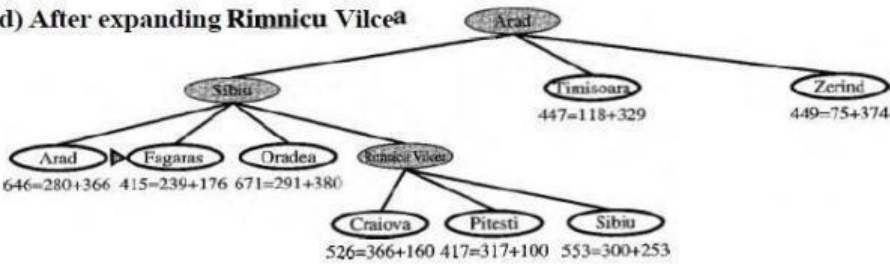 d) After expanding Rimnicu Vilcea
Arad
Sibiu
Timisoara
Zerind
447=118+329
449=75+374
Arad
Fagaras
Oradea
Rimnicu Vilcea
646=280+366
415=239+176
671=291+380
Craiova
Pitesti
Sibiu
526=366+160
417=317+100
553=300+253